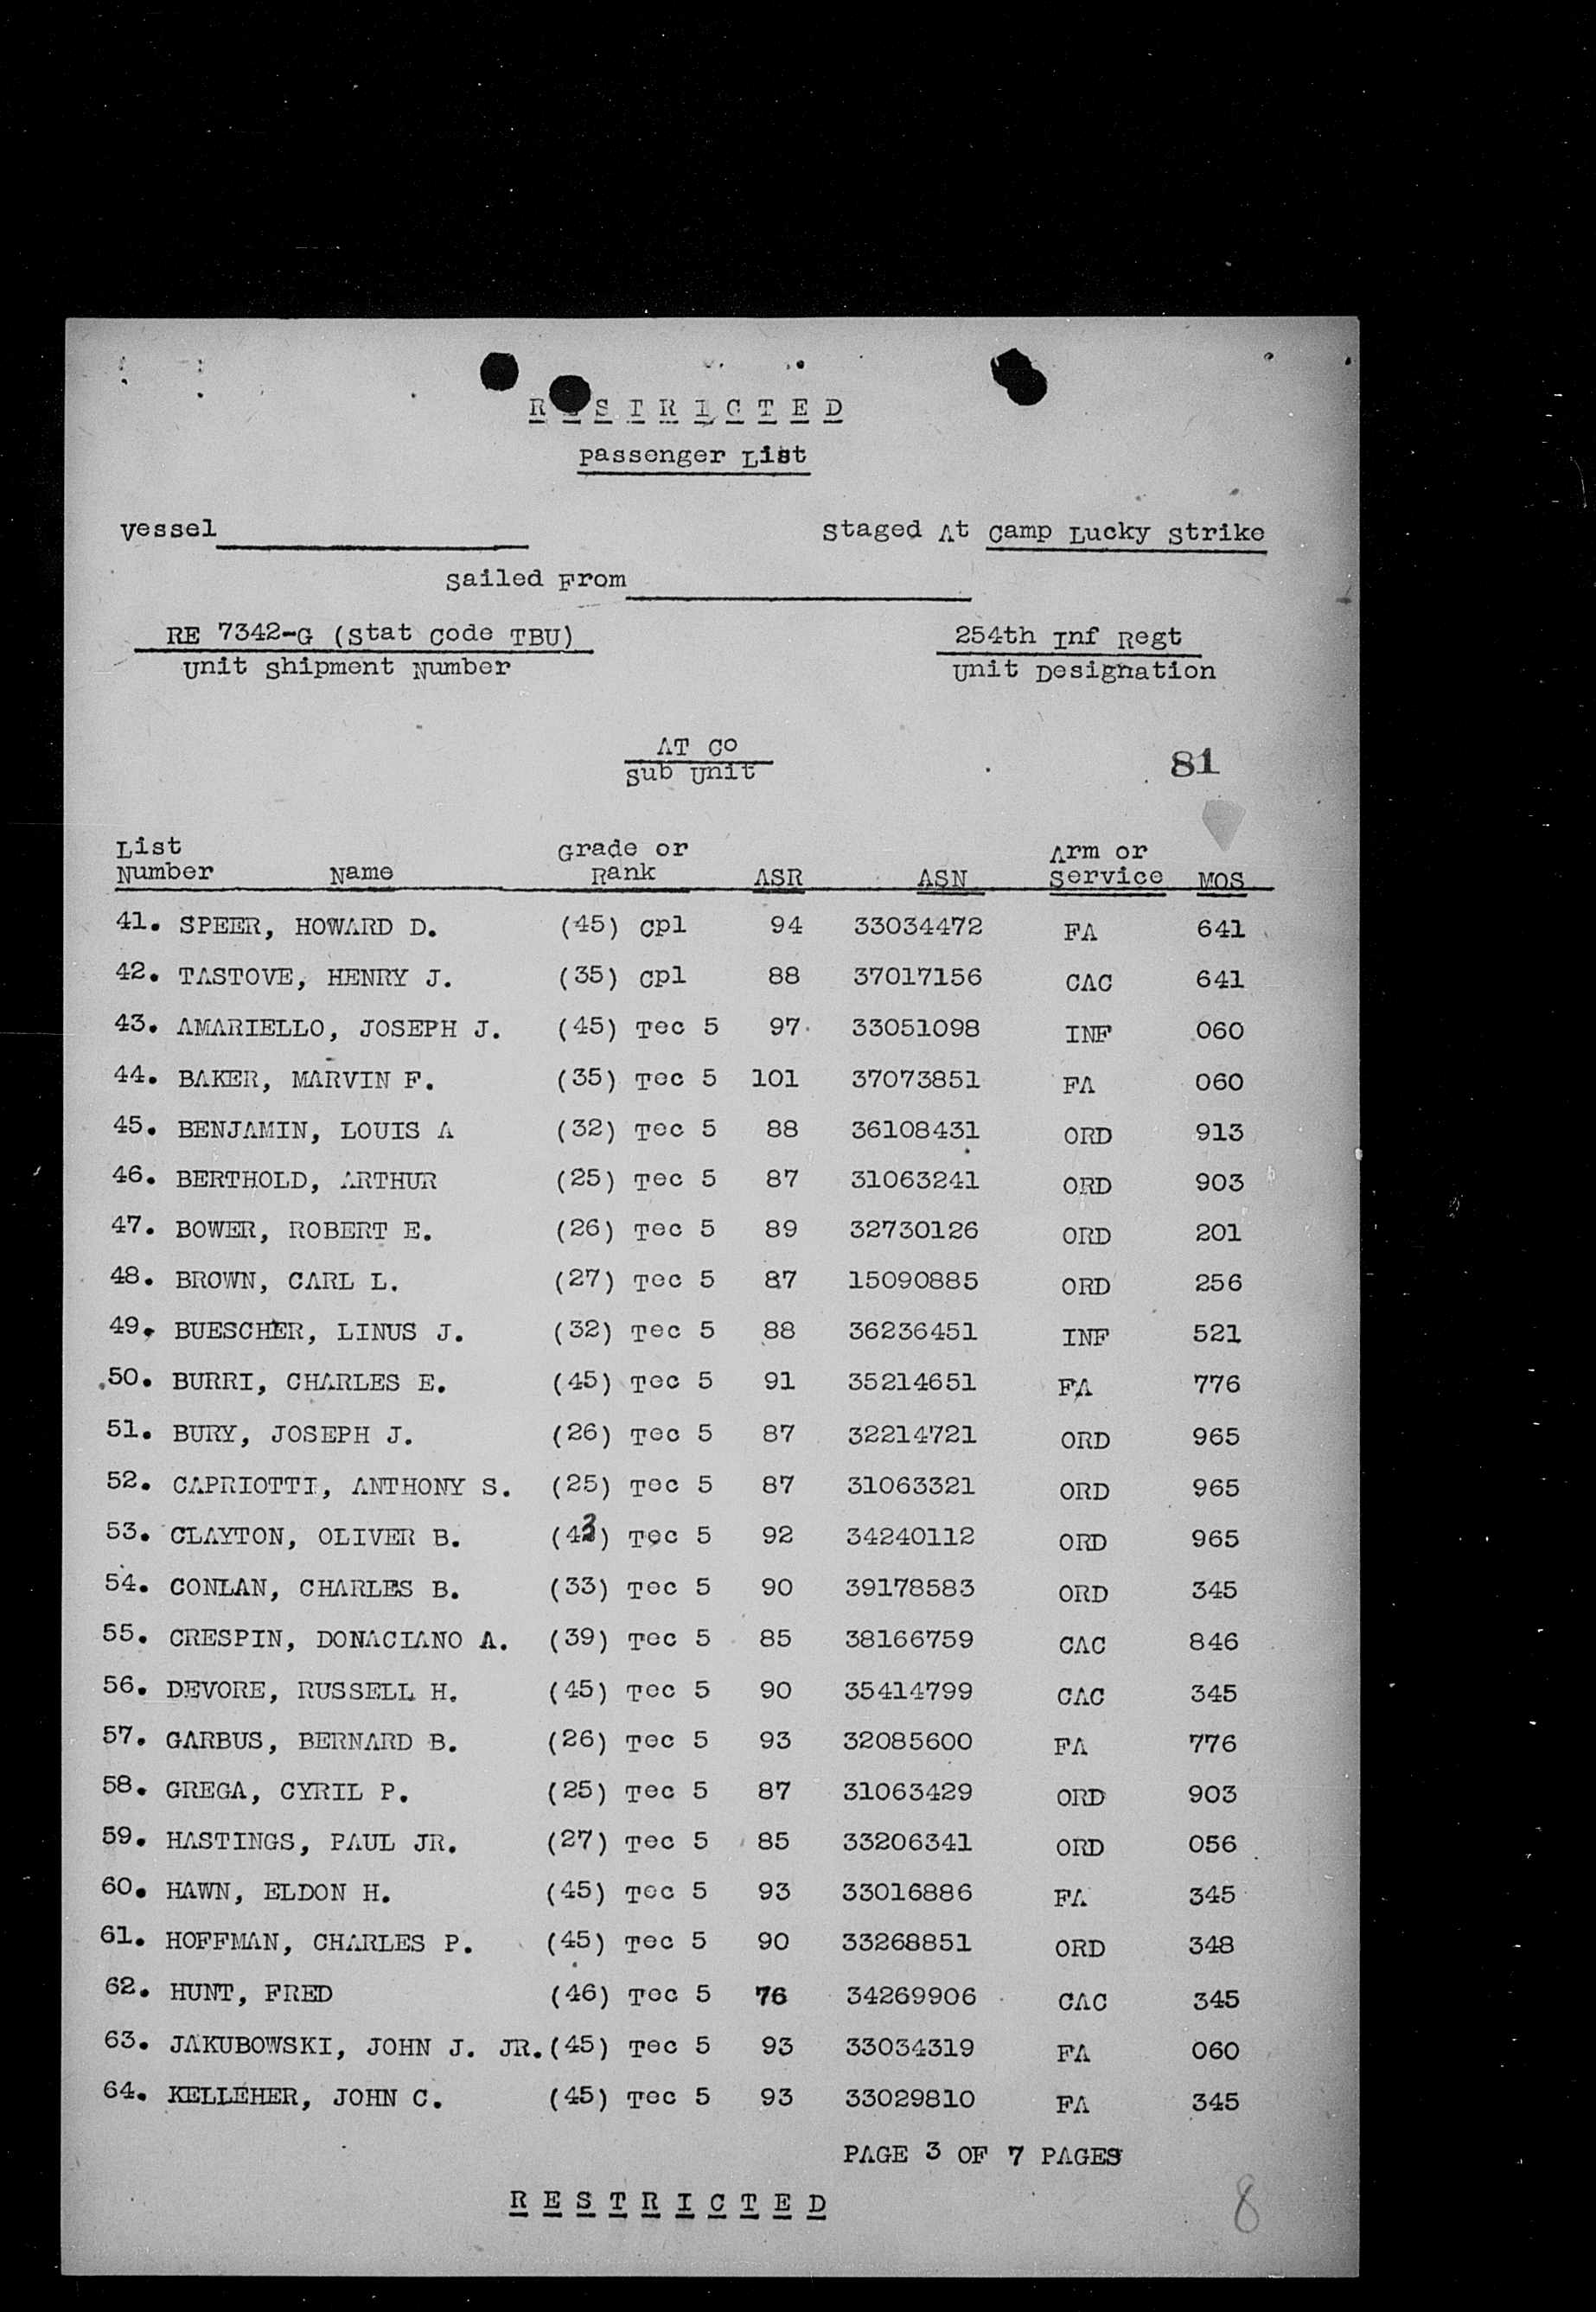 RESTRICTED
Passenger List
Vessel
Staged At Camp Lucky Strike
Sailed From
RE 7342-G (Stat Code TBU)
254th Inf Regt
Unit Shipment Number
Unit Designation
AT Co
Sub Unit
81
List Number Name Grade or Rank ASR ASN Arm or Service MOS
41. SPEER, HOWARD D. (45) Cpl 94 33034472 FA 641
42. TASTOVE, HENRY J. (35) Cpl 88 37017156 CAC 641
43. AMARIELLO, JOSEPH J. (45) Tec 5 97 33051098 INF 060
44. BAKER, MARVIN F. (35) Tec 5 101 37073851 FA 060
45. BENJAMIN, LOUIS A (32) Tec 5 88 36108431 ORD 913
46. BERTHOLD, ARTHUR (25) Tec 5 87 31063241 ORD 903
47. BOWER, ROBERT E. (26) Tec 5 89 32730126 ORD 201
48. BROWN, CARL L. (27) Tec 5 87 15090885 ORD 256
49. BUESCHER, LINUS J. (32) Tec 5 88 36236451 INF 521
50. BURRI, CHARLES E. (45) Tec 5 91 35214651 FA 776
51. BURY, JOSEPH J. (26) Tec 5 87 32214721 ORD 965
52. CAPRIOTTI, ANTHONY S. (25) Tec 5 87 31063321 ORD 965
53. CLAYTON, OLIVER B. (43) Tec 5 92 34240112 ORD 965
54. CONLAN, CHARLES B. (33) Tec 5 90 39178583 ORD 345
55. CRESPIN, DONACIANO A. (39) Tec 5 85 38166759 CAC 846
56. DEVORE, RUSSELL H. (45) Tec 5 90 35414799 CAC 345
57. GARBUS, BERNARD B. (26) Tec 5 93 32085600 FA 776
58. GREGA, CYRIL P. (25) Tec 5 87 31063429 ORD 903
59. HASTINGS, PAUL JR. (27) Tec 5 85 33206341 ORD 056
60. HAWN, ELDON H. (45) Tec 5 93 33016886 FA 345
61. HOFFMAN, CHARLES P. (45) Tec 5 90 33268851 ORD 348
62. HUNT, FRED (46) Tec 5 76 34269906 CAC 345
63. JAKUBOWSKI, JOHN J. JR. (45) Tec 5 93 33034319 FA 060
64. KELLEHER, JOHN C. (45) Tec 5 93 33029810 FA 345
PAGE 3 OF 7 PAGES
RESTRICTED
8